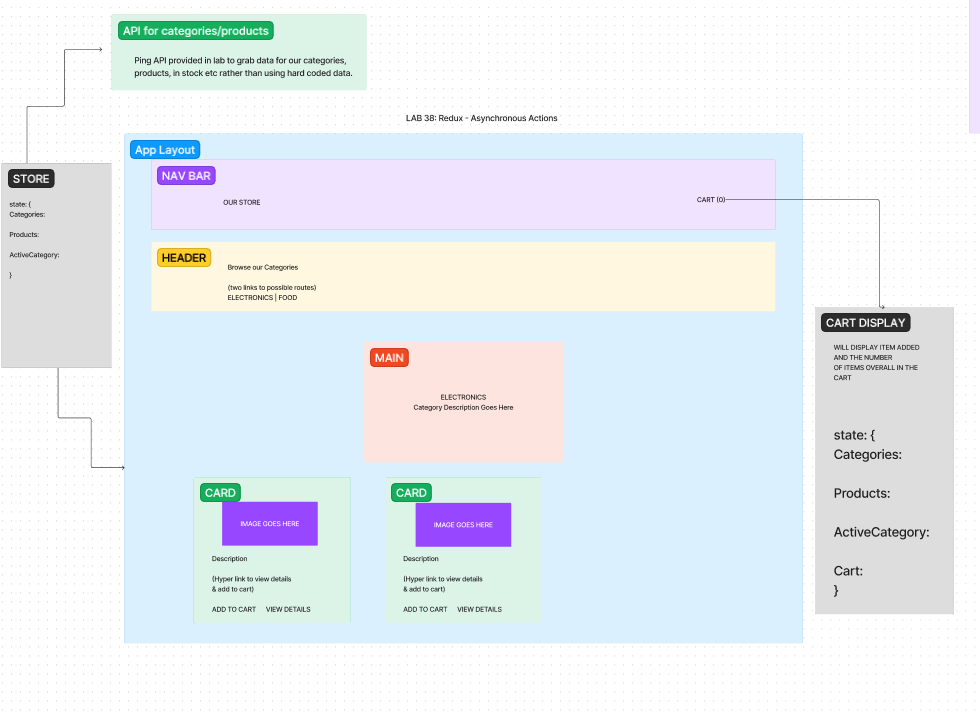 API for categories/products
Ping API provided in lab to grab data for our categories,
products, in stock etc rather than using hard coded data.
LAB 38: Redux - Asynchronous Actions
STORE
state: {
Categories:
Products:
ActiveCategory:
}
App Layout
NAV BAR
OUR STORE
CART (0)
HEADER
Browse our Categories
(two links to possible routes)
ELECTRONICS | FOOD
MAIN
ELECTRONICS
Category Description Goes Here
CARD
IMAGE GOES HERE
Description
(Hyper link to view details
& add to cart)
ADD TO CART VIEW DETAILS
CARD
IMAGE GOES HERE
Description
(Hyper link to view details
& add to cart)
ADD TO CART VIEW DETAILS
CART DISPLAY
WILL DISPLAY ITEM ADDED
AND THE NUMBER
OF ITEMS OVERALL IN THE
CART
state: {
Categories:
Products:
ActiveCategory:
Cart:
}